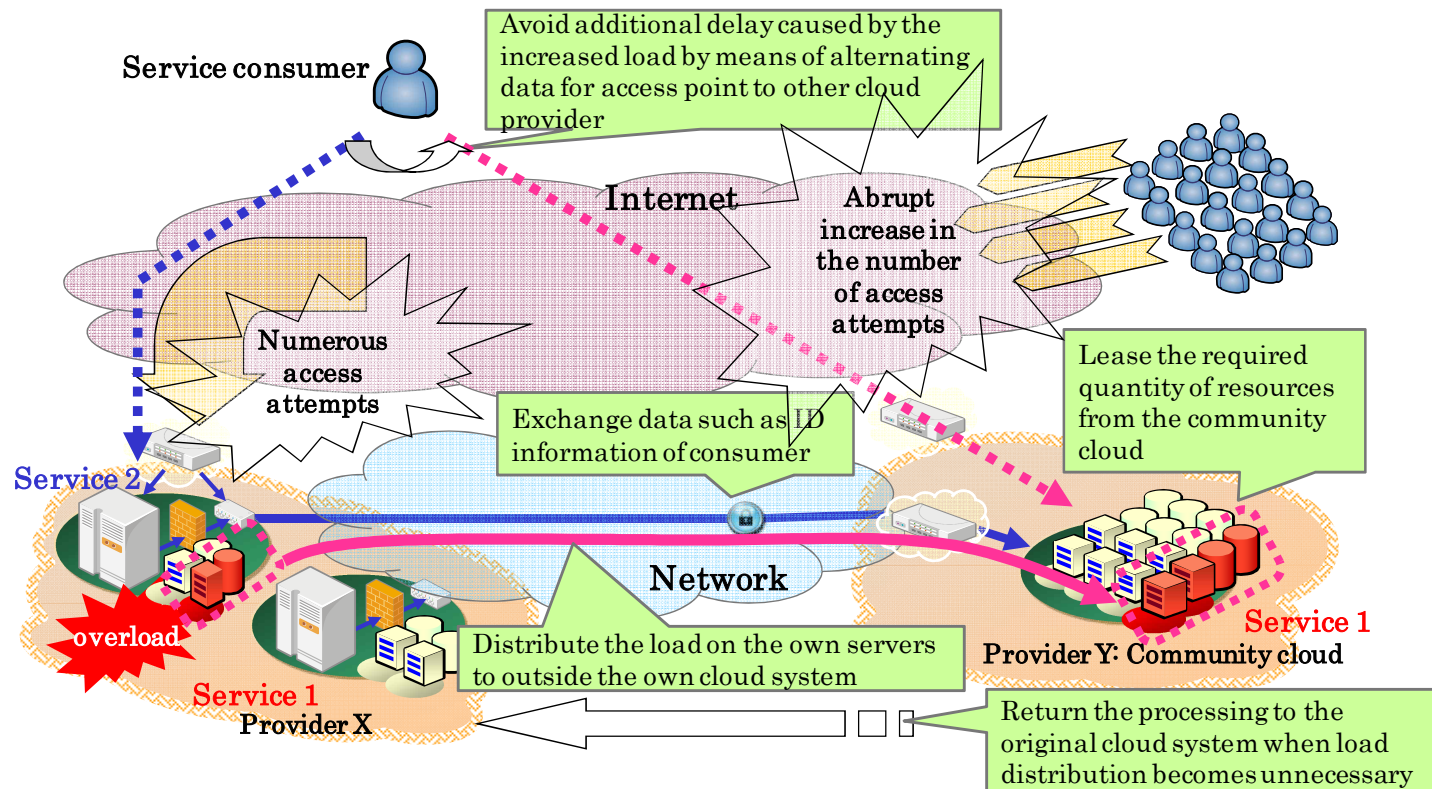 Avoid additional delay caused by the
increased load by means of alternating
data for access point to other cloud
provider
Service consumer
Internet
Abrupt
increase in
the number
of access
attempts
Numerous
access
attempts
Lease the required
quantity of resources
from the community
cloud
Exchange data such as ID
information of consumer
Service 2
Network
overload
Distribute the load on the own servers
to outside the own cloud system
Service 1
Provider Y: Community cloud
Service 1
Provider X
Return the processing to the
original cloud system when load
distribution becomes unnecessary